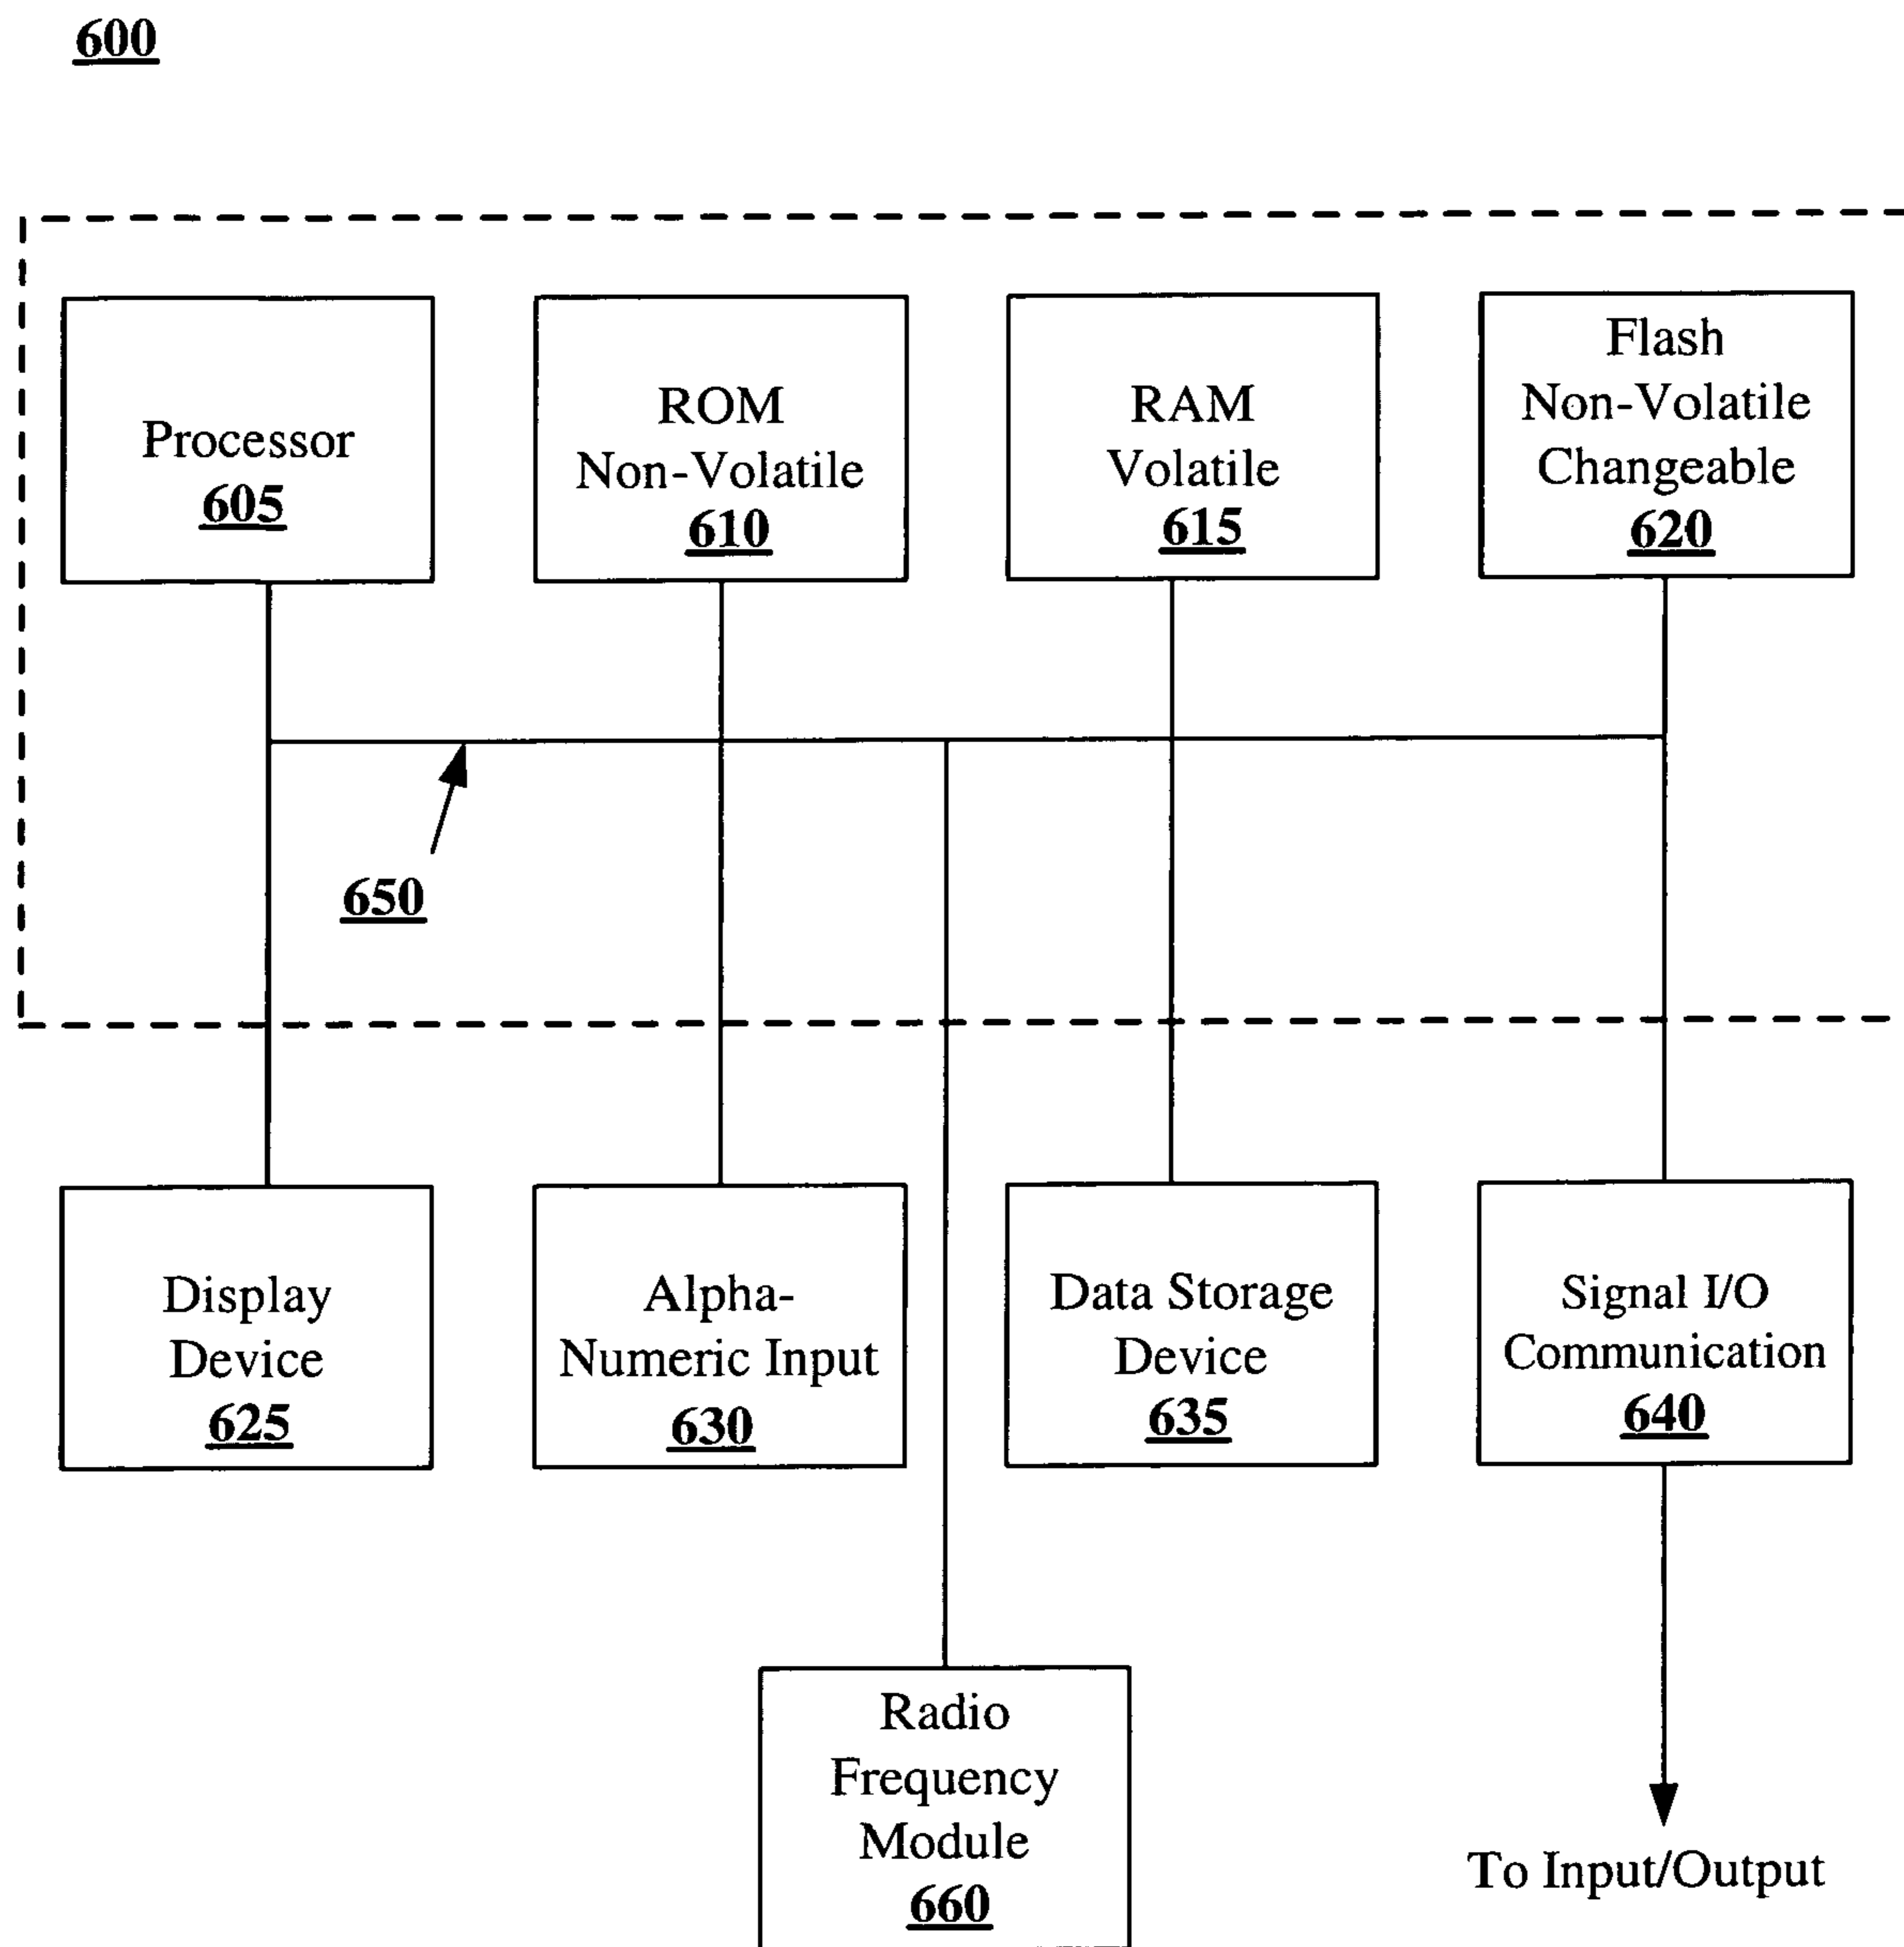 600
Processor
605
ROM
Non-Volatile
610
RAM
Volatile
615
Flash
Non-Volatile
Changeable
620
650
Display
Device
625
Alpha-
Numeric Input
630
Data Storage
Device
635
Signal I/O
Communication
640
Radio
Frequency
Module
660
To Input/Output